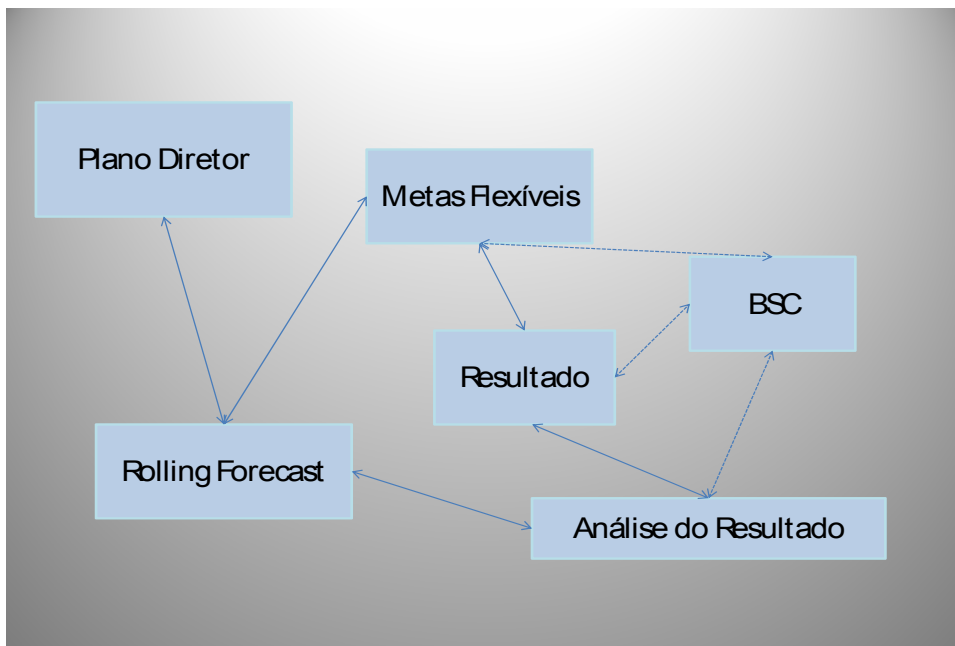 Plano Diretor
Metas Flexíveis
BSC
Resultado
Rolling Forecast
Análise do Resultado